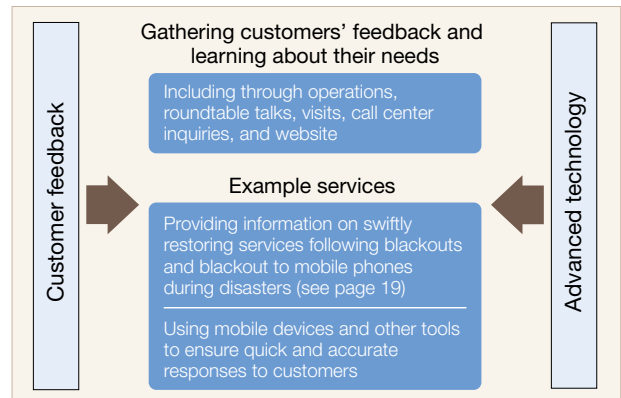 Gathering customers’ feedback and
learning about their needs
Including through operations,
roundtable talks, visits, call center
inquiries, and website
Customer feedback
Advanced technology
Example services
Providing information on swiftly
restoring services following blackouts
and blackout to mobile phones
during disasters (see page 19)
Using mobile devices and other tools
to ensure quick and accurate
responses to customers